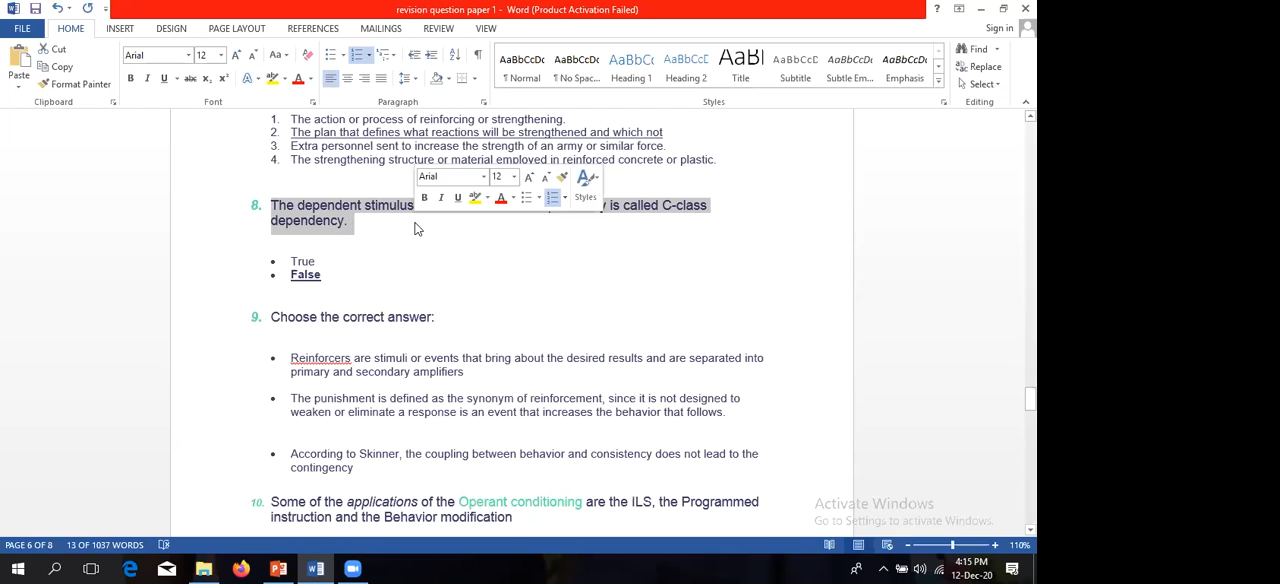 revision question paper 1 - Word (Product Activation Failed)
FILE HOME INSERT DESIGN PAGE LAYOUT REFERENCES MAILINGS REVIEW VIEW Sign in
Paste Cut
Copy
Format Painter
Arial 12 Aa
B I U abc x₂ x² A A
¶
AaBbCcDc AaBbCcDc AaBbCc AaBbCcC AaBl AaBbCcD AaBbCcDc AaBbCcDc
¶ Normal ¶ No Spac... Heading 1 Heading 2 Title Subtitle Subtle Em... Emphasis
Find
Replace
Select
Clipboard Font Paragraph Styles Editing
1. The action or process of reinforcing or strengthening.
2. The plan that defines what reactions will be strengthened and which not
3. Extra personnel sent to increase the strength of an army or similar force.
4. The strengthening structure or material employed in reinforced concrete or plastic.
Arial 12
B I U A Styles
8. The dependent stimulus y is called C-class
dependency.
• True
• False
9. Choose the correct answer:
• Reinforcers are stimuli or events that bring about the desired results and are separated into
primary and secondary amplifiers
• The punishment is defined as the synonym of reinforcement, since it is not designed to
weaken or eliminate a response is an event that increases the behavior that follows.
• According to Skinner, the coupling between behavior and consistency does not lead to the
contingency
10. Some of the applications of the Operant conditioning are the ILS, the Programmed
instruction and the Behavior modification
Activate Windows
Go to Settings to activate Windows.
PAGE 6 OF 8 13 OF 1037 WORDS 110%
4:15 PM
12-Dec-20